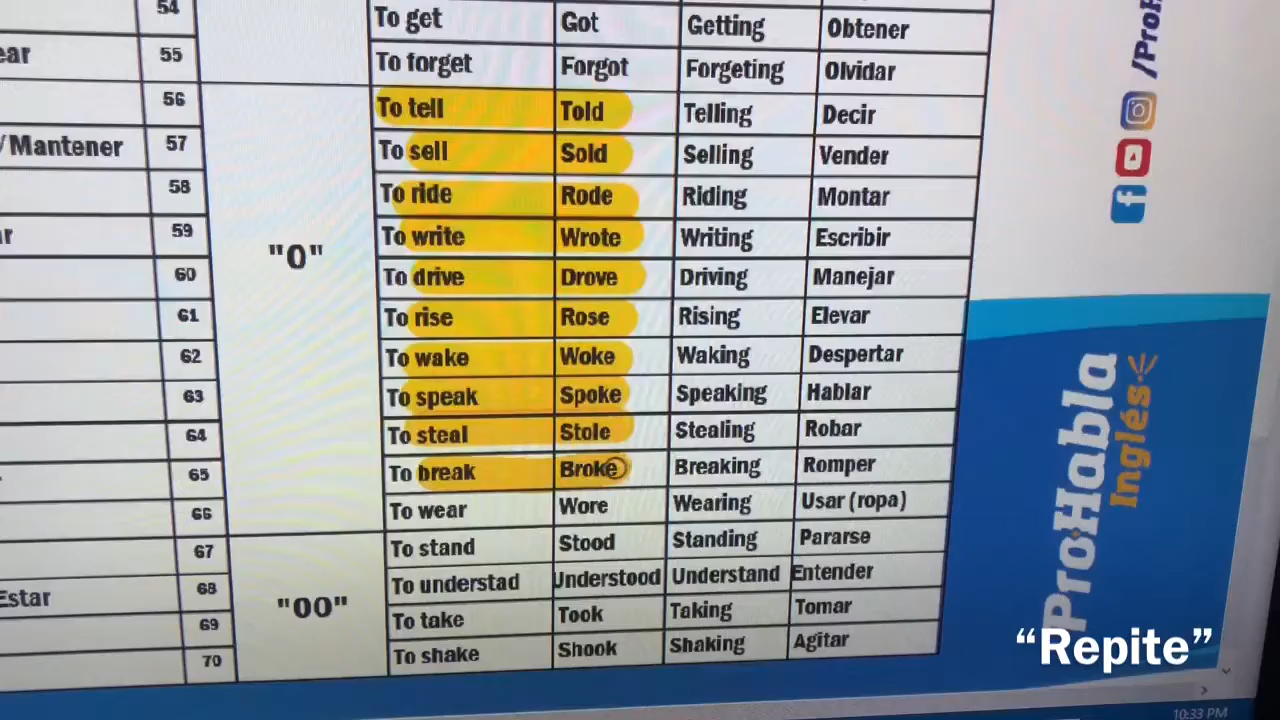 54 To get Got Getting Obtener
ear 55 To forget Forgot Forgeting Olvidar
56 To tell Told Telling Decir
/Mantener 57 To sell Sold Selling Vender
58 To ride Rode Riding Montar
ar 59 To write Wrote Writing Escribir
"O"
60 To drive Drove Driving Manejar
61 To rise Rose Rising Elevar
62 To wake Woke Waking Despertar
63 To speak Spoke Speaking Hablar
64 To steal Stole Stealing Robar
65 To break Broke Breaking Romper
66 To wear Wore Wearing Usar (ropa)
67 To stand Stood Standing Pararse
Estar 68 To understad Understood Understand Entender
"OO"
69 To take Took Taking Tomar
70 To shake Shook Shaking Agitar
/ProH
ProHabla
Inglés
“Repite”
10:33 PM